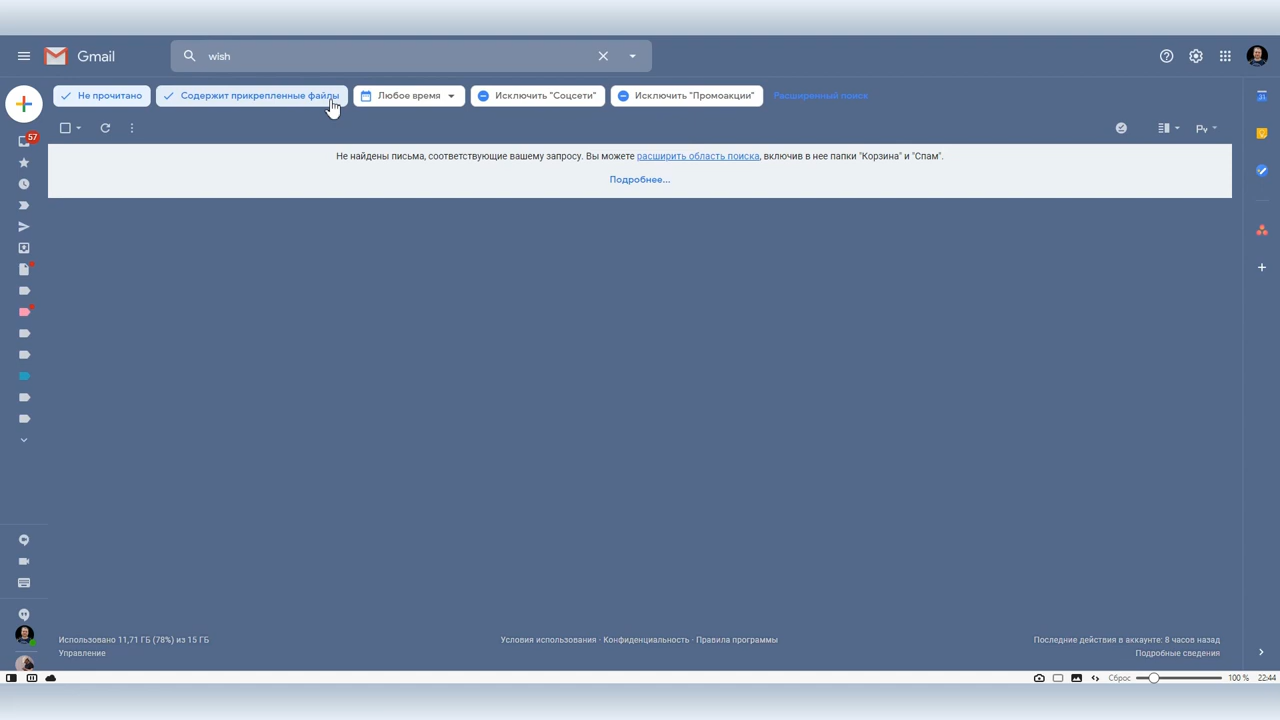 Gmail
wish
Не прочитано
Содержит прикрепленные файлы
Любое время
Исключить "Соцсети"
Исключить "Промоакции"
Расширенный поиск
57
Не найдены письма, соответствующие вашему запросу. Вы можете расширить область поиска, включив в нее папки "Корзина" и "Спам".
Подробнее...
Использовано 11,71 ГБ (78%) из 15 ГБ
Управление
Условия использования · Конфиденциальность · Правила программы
Последние действия в аккаунте: 8 часов назад
Подробные сведения
Сброс
100 %
22:44